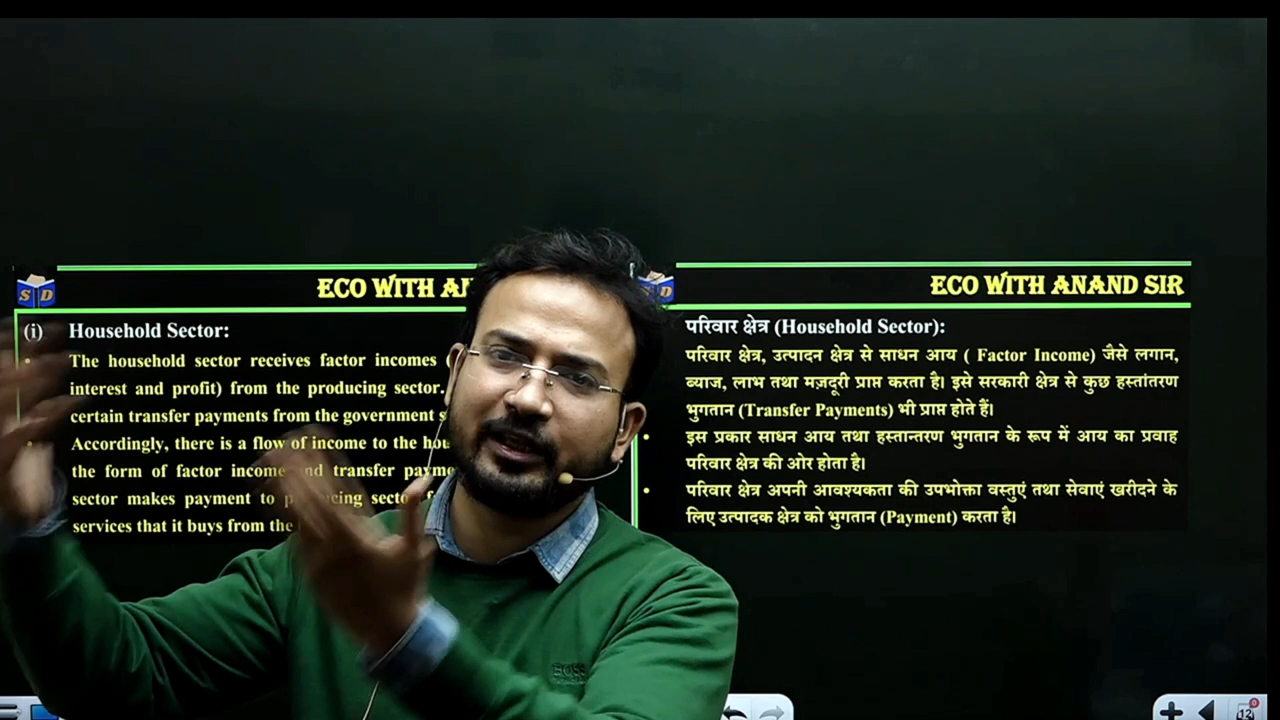 ECO WITH AN
S D
(i) Household Sector:
• The household sector receives factor incomes
interest and profit) from the producing sector.
certain transfer payments from the government
• Accordingly, there is a flow of income to the
the form of factor income and transfer
sector makes payment to
services that it buys from the
D
ECO WITH ANAND SIR
परिवार क्षेत्र (Household Sector):
परिवार क्षेत्र, उत्पादन क्षेत्र से साधन आय ( Factor Income) जैसे लगान,
ब्याज, लाभ तथा मज़दूरी प्राप्त करता है। इसे सरकारी क्षेत्र से कुछ हस्तांतरण
भुगतान (Transfer Payments) भी प्राप्त होते हैं।
• इस प्रकार साधन आय तथा हस्तान्तरण भुगतान के रूप में आय का प्रवाह
परिवार क्षेत्र की ओर होता है।
• परिवार क्षेत्र अपनी आवश्यकता की उपभोक्ता वस्तुएं तथा सेवाएं खरीदने के
लिए उत्पादक क्षेत्र को भुगतान (Payment) करता है।
BOSS
12